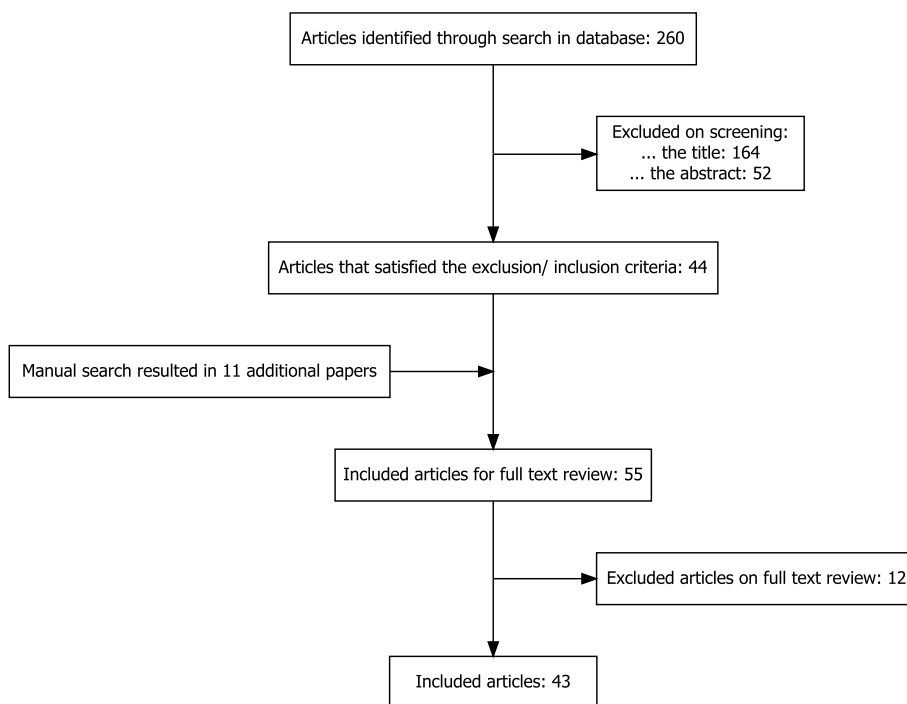 Articles identified through search in database: 260
Excluded on screening:
... the title: 164
... the abstract: 52
Articles that satisfied the exclusion/ inclusion criteria: 44
Manual search resulted in 11 additional papers
Included articles for full text review: 55
Excluded articles on full text review: 12
Included articles: 43